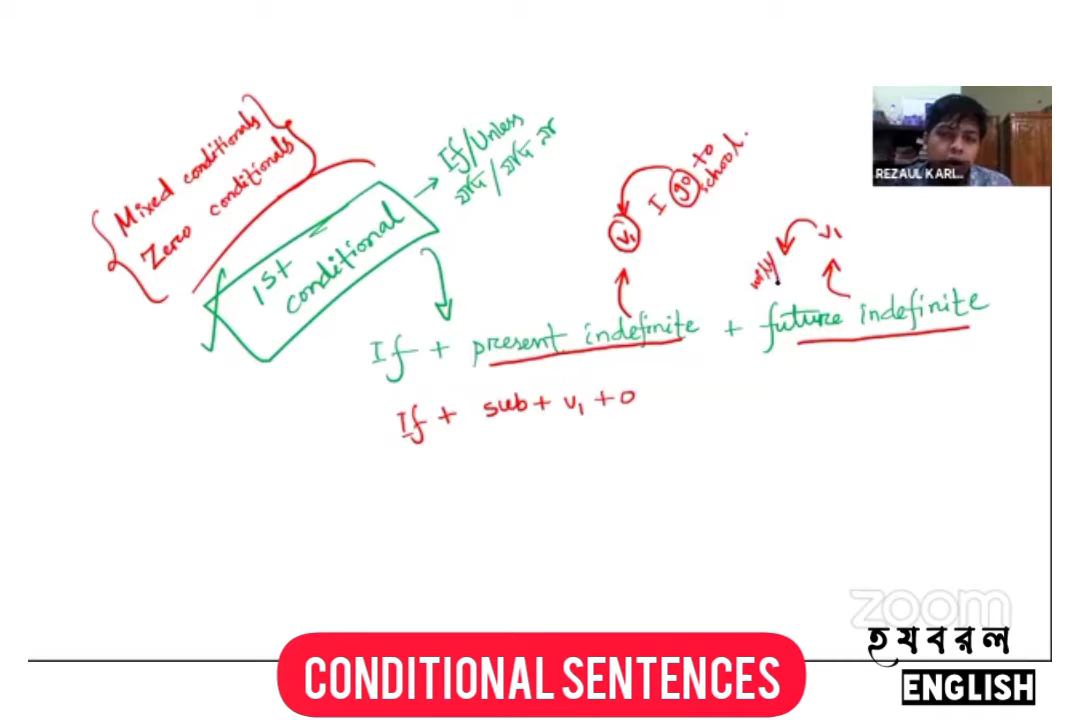 Mixed conditionals
Zero conditionals
1st conditional
If/Unless
যদি/যদি না
I go to school.
V1
V1
If + present indefinite + future indefinite
If + sub + V1 + O
REZAUL KARI...
zoom
হযবরল
ENGLISH
CONDITIONAL SENTENCES